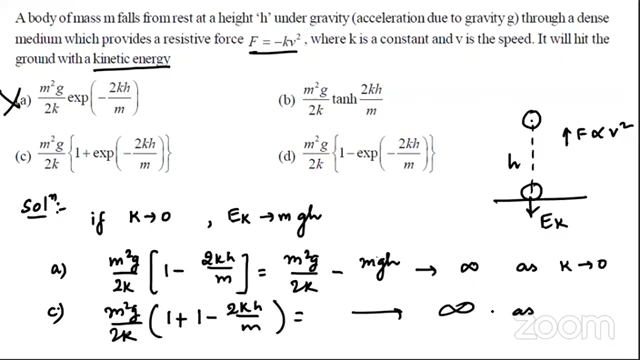 A body of mass m falls from rest at a height 'h' under gravity (acceleration due to gravity g) through a dense
medium which provides a resistive force F = −kv², where k is a constant and v is the speed. It will hit the
ground with a kinetic energy
(a) m²g/2k exp(−2kh/m)
(b) m²g/2k tanh 2kh/m
(c) m²g/2k {1+exp(−2kh/m)}
(d) m²g/2k {1−exp(−2kh/m)}
↑F∝v²
h
EK
Solⁿ:-
if K→0 , EK → mgh
a) m²g/2k [1 − 2kh/m] = m²g/2k − mgh → ∞ as K→0
c) m²g/2k (1 + 1 − 2kh/m) = → ∞ . as
zoom